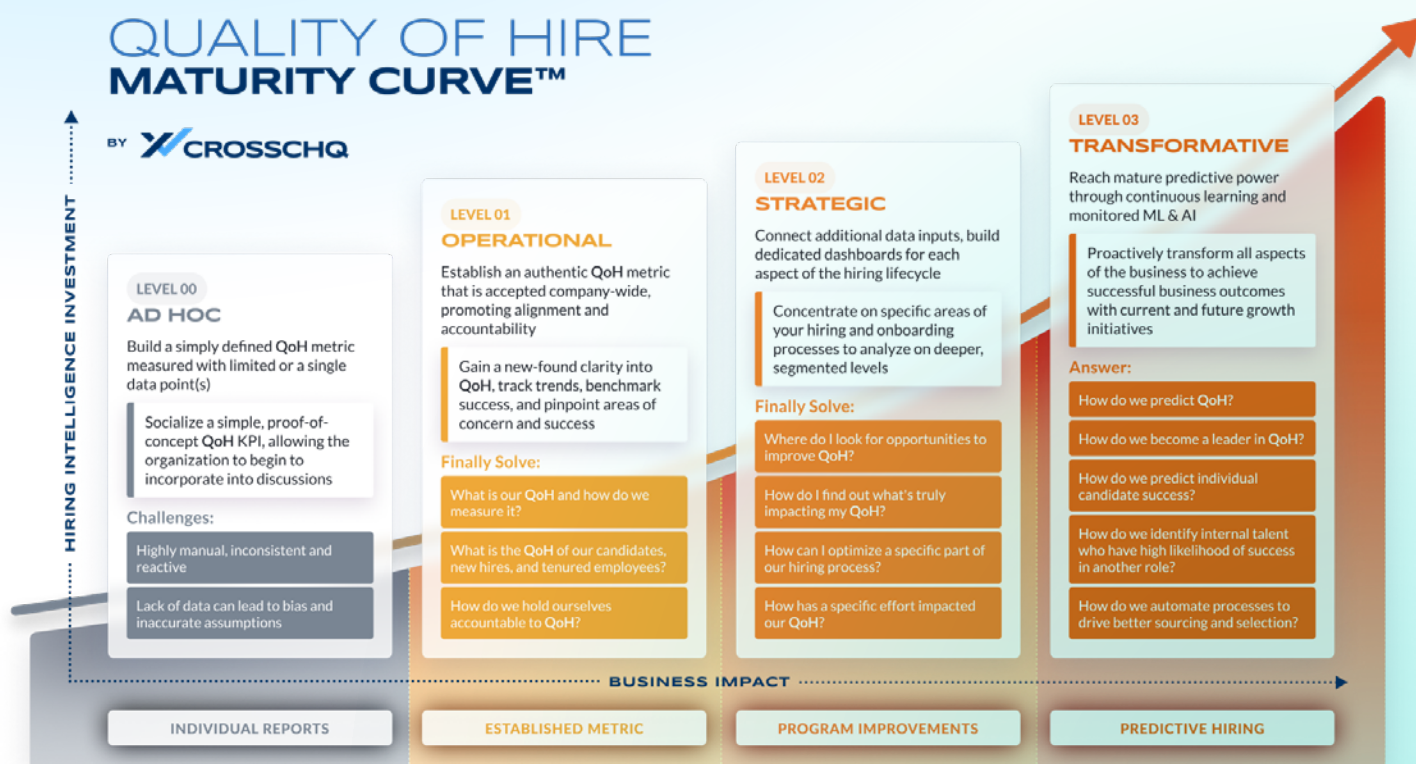 QUALITY OF HIRE
MATURITY CURVE™
BY CROSSCHQ
HIRING INTELLIGENCE INVESTMENT
LEVEL 00
AD HOC
Build a simply defined QoH metric
measured with limited or a single
data point(s)
Socialize a simple, proof-of-
concept QoH KPI, allowing the
organization to begin to
incorporate into discussions
Challenges:
Highly manual, inconsistent and
reactive
Lack of data can lead to bias and
inaccurate assumptions
LEVEL 01
OPERATIONAL
Establish an authentic QoH metric
that is accepted company-wide,
promoting alignment and
accountability
Gain a new-found clarity into
QoH, track trends, benchmark
success, and pinpoint areas of
concern and success
Finally Solve:
What is our QoH and how do we
measure it?
What is the QoH of our candidates,
new hires, and tenured employees?
How do we hold ourselves
accountable to QoH?
LEVEL 02
STRATEGIC
Connect additional data inputs, build
dedicated dashboards for each
aspect of the hiring lifecycle
Concentrate on specific areas of
your hiring and onboarding
processes to analyze on deeper,
segmented levels
Finally Solve:
Where do I look for opportunities to
improve QoH?
How do I find out what's truly
impacting my QoH?
How can I optimize a specific part of
our hiring process?
How has a specific effort impacted
our QoH?
LEVEL 03
TRANSFORMATIVE
Reach mature predictive power
through continuous learning and
monitored ML & AI
Proactively transform all aspects
of the business to achieve
successful business outcomes
with current and future growth
initiatives
Answer:
How do we predict QoH?
How do we become a leader in QoH?
How do we predict individual
candidate success?
How do we identify internal talent
who have high likelihood of success
in another role?
How do we automate processes to
drive better sourcing and selection?
BUSINESS IMPACT
INDIVIDUAL REPORTS
ESTABLISHED METRIC
PROGRAM IMPROVEMENTS
PREDICTIVE HIRING